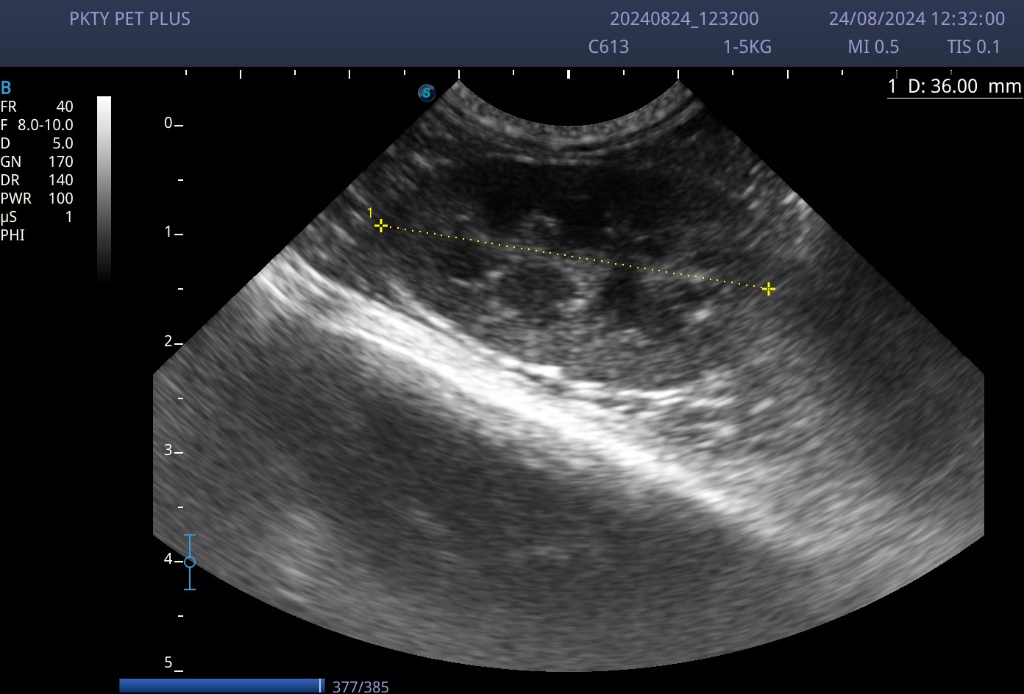 PKTY PET PLUS
20240824_123200
24/08/2024 12:32:00
C613
1-5KG
MI 0.5
TIS 0.1
1 D: 36.00 mm
B
FR 40
F 8.0-10.0
D 5.0
GN 170
DR 140
PWR 100
µS 1
PHI
S
0
1
1
2
3
4
5
377/385